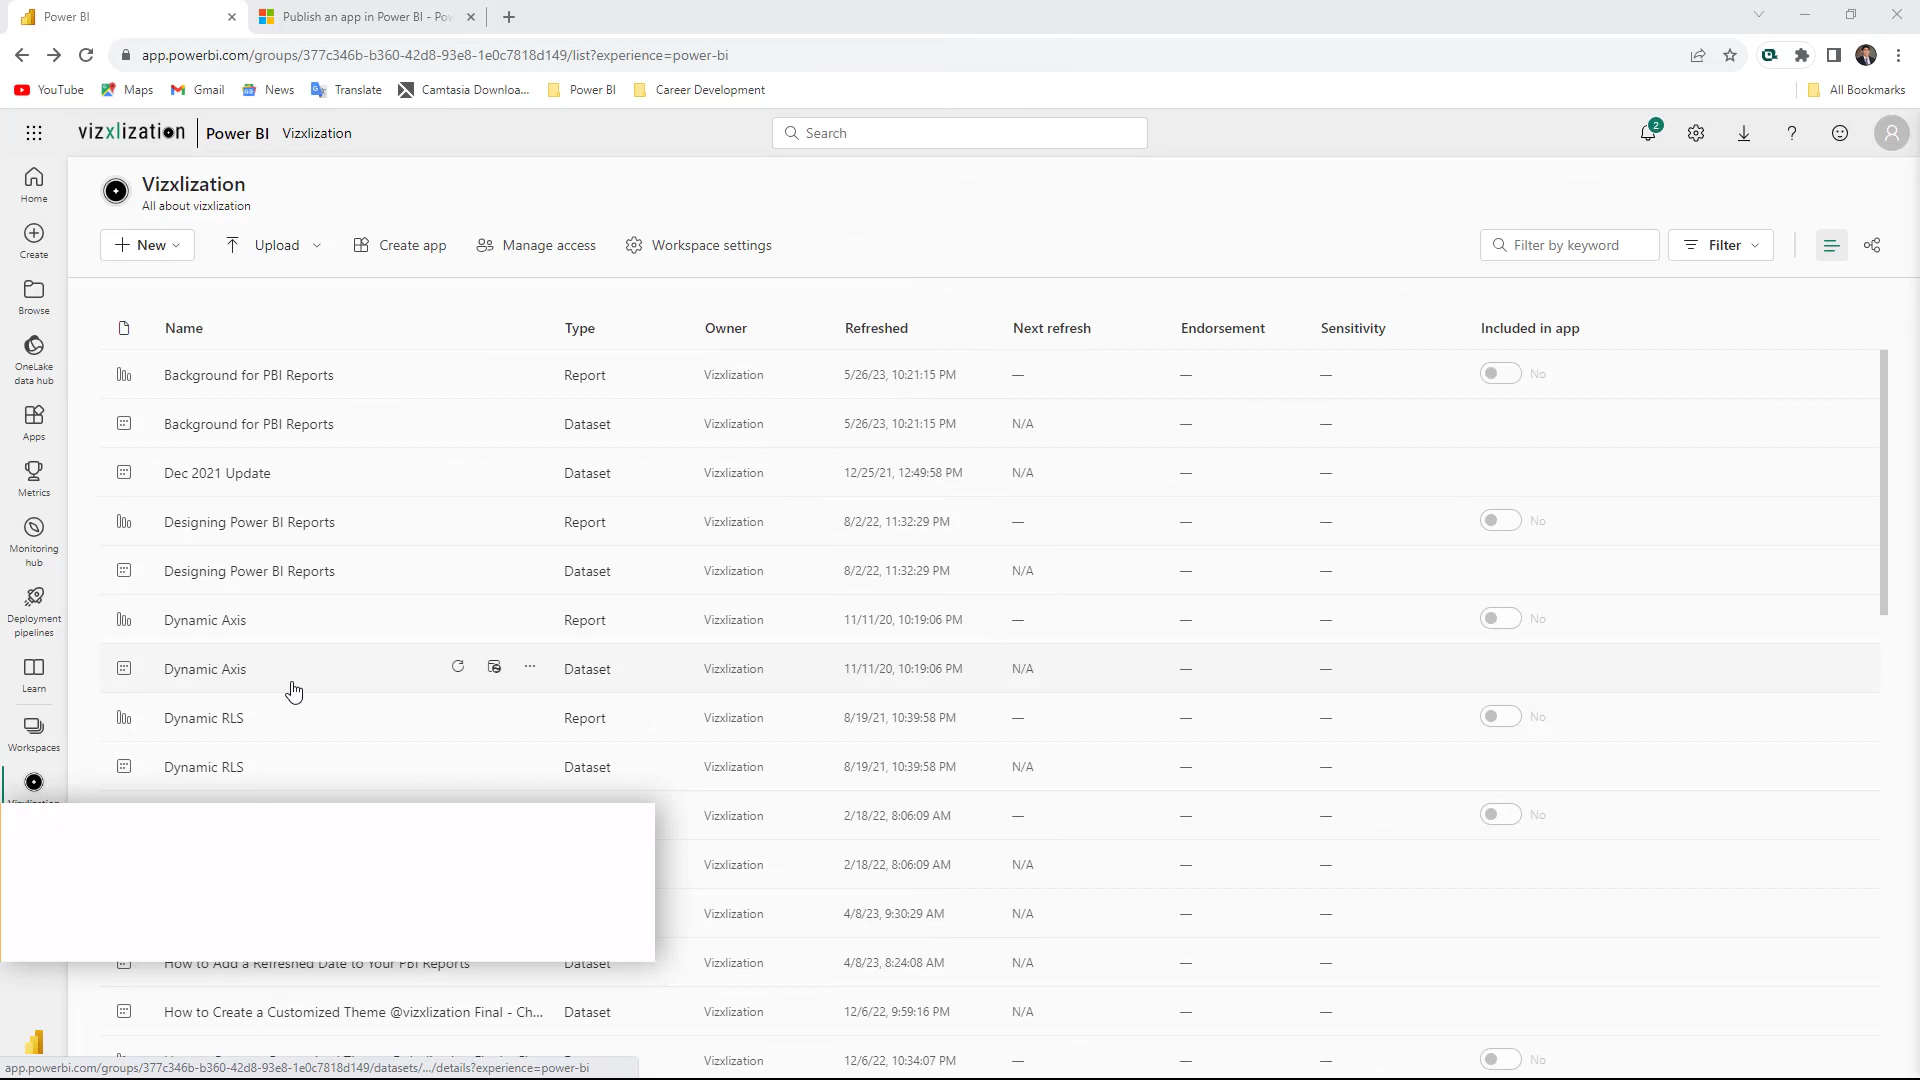 Power BI
Publish an app in Power BI - Pow
app.powerbi.com/groups/377c346b-b360-42d8-93e8-1e0c7818d149/list?experience=power-bi
YouTube Maps Gmail News Translate Camtasia Downloa... Power BI Career Development All Bookmarks
vizxlization Power BI Vizxlization Search 2
Vizxlization
All about vizxlization
New Upload Create app Manage access Workspace settings Filter by keyword Filter
Home
Create
Browse
OneLake
data hub
Apps
Metrics
Monitoring
hub
Deployment
pipelines
Learn
Workspaces
Name Type Owner Refreshed Next refresh Endorsement Sensitivity Included in app
Background for PBI Reports Report Vizxlization 5/26/23, 10:21:15 PM — — — No
Background for PBI Reports Dataset Vizxlization 5/26/23, 10:21:15 PM N/A — —
Dec 2021 Update Dataset Vizxlization 12/25/21, 12:49:58 PM N/A — —
Designing Power BI Reports Report Vizxlization 8/2/22, 11:32:29 PM — — — No
Designing Power BI Reports Dataset Vizxlization 8/2/22, 11:32:29 PM N/A — —
Dynamic Axis Report Vizxlization 11/11/20, 10:19:06 PM — — — No
Dynamic Axis Dataset Vizxlization 11/11/20, 10:19:06 PM N/A — —
Dynamic RLS Report Vizxlization 8/19/21, 10:39:58 PM — — — No
Dynamic RLS Dataset Vizxlization 8/19/21, 10:39:58 PM N/A — —
Vizxlization 2/18/22, 8:06:09 AM — — — No
Vizxlization 2/18/22, 8:06:09 AM N/A — —
Vizxlization 4/8/23, 9:30:29 AM N/A — —
How to Add a Refreshed Date to Your PBI Reports Dataset Vizxlization 4/8/23, 8:24:08 AM N/A — —
How to Create a Customized Theme @vizxlization Final - Ch... Dataset Vizxlization 12/6/22, 9:59:16 PM N/A — —
Vizxlization 12/6/22, 10:34:07 PM — — — No
app.powerbi.com/groups/377c346b-b360-42d8-93e8-1e0c7818d149/datasets/.../details?experience=power-bi